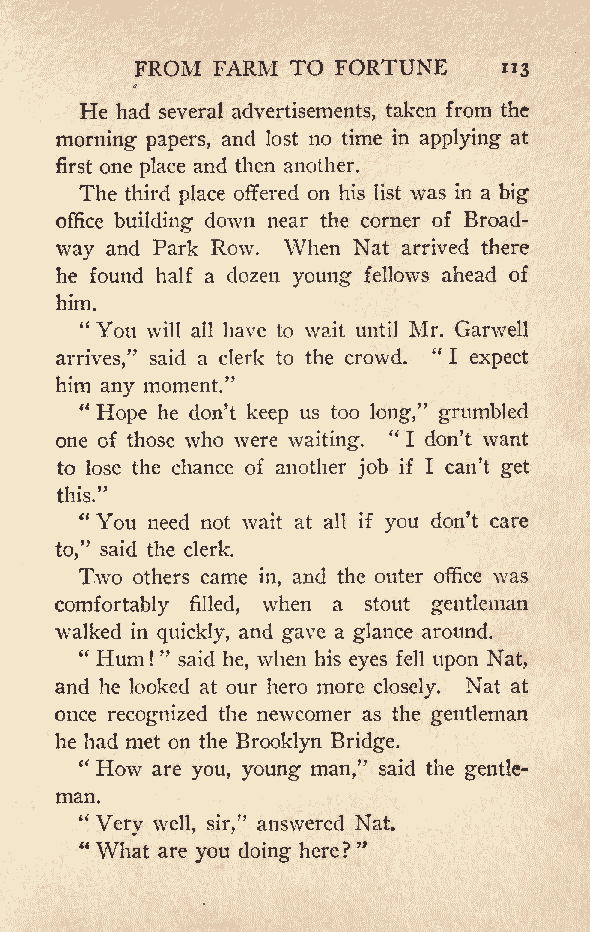 FROM FARM TO FORTUNE 113
He had several advertisements, taken from the
morning papers, and lost no time in applying at
first one place and then another.
The third place offered on his list was in a big
office building down near the corner of Broad-
way and Park Row. When Nat arrived there
he found half a dozen young fellows ahead of
him.
“ You will all have to wait until Mr. Garwell
arrives,” said a clerk to the crowd. “ I expect
him any moment.”
“ Hope he don’t keep us too long,” grumbled
one of those who were waiting. “ I don’t want
to lose the chance of another job if I can’t get
this.”
“ You need not wait at all if you don’t care
to,” said the clerk.
Two others came in, and the outer office was
comfortably filled, when a stout gentleman
walked in quickly, and gave a glance around.
“ Hum! ” said he, when his eyes fell upon Nat,
and he looked at our hero more closely. Nat at
once recognized the newcomer as the gentleman
he had met on the Brooklyn Bridge.
“ How are you, young man,” said the gentle-
man.
“ Very well, sir,” answered Nat.
“ What are you doing here? ”